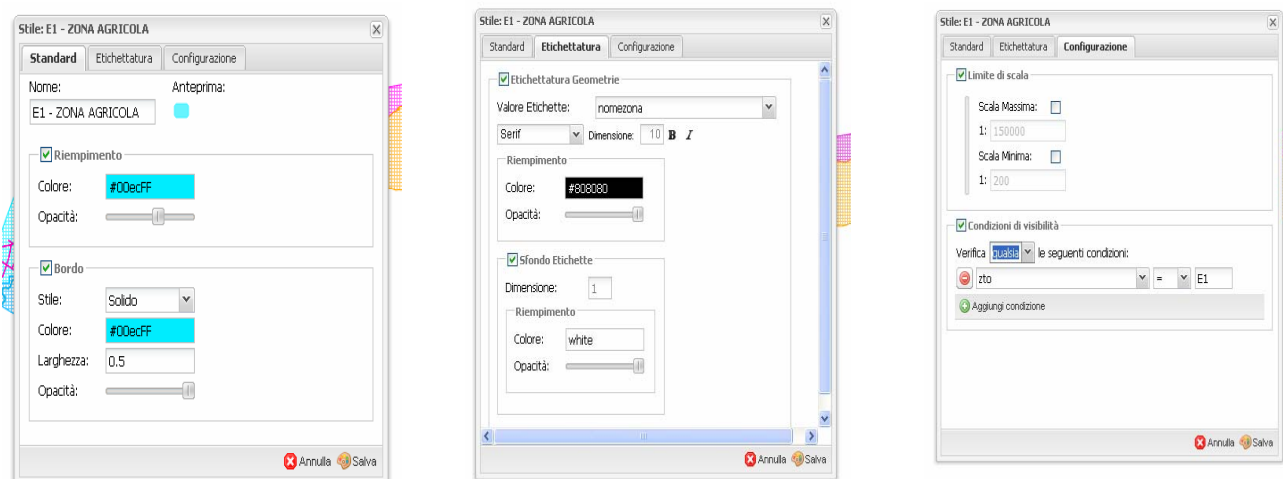 Stile: E1 - ZONA AGRICOLA
Standard Etichettatura Configurazione
Nome: Anteprima:
E1 - ZONA AGRICOLA
Riempimento
Colore: #00ecFF
Opacità:
Bordo
Stile: Solido
Colore: #00ecFF
Larghezza: 0.5
Opacità:
Annulla Salva
Stile: E1 - ZONA AGRICOLA
Standard Etichettatura Configurazione
Etichettatura Geometrie
Valore Etichette: nomezona
Serif Dimensione: 10 B I
Riempimento
Colore: #808080
Opacità:
Sfondo Etichette
Dimensione: 1
Riempimento
Colore: white
Opacità:
Annulla Salva
Stile: E1 - ZONA AGRICOLA
Standard Etichettatura Configurazione
Limite di scala
Scala Massima:
1: 150000
Scala Minima:
1: 200
Condizioni di visibilità
Verifica qualsia le seguenti condizioni:
zto = E1
Aggiungi condizione
Annulla Salva